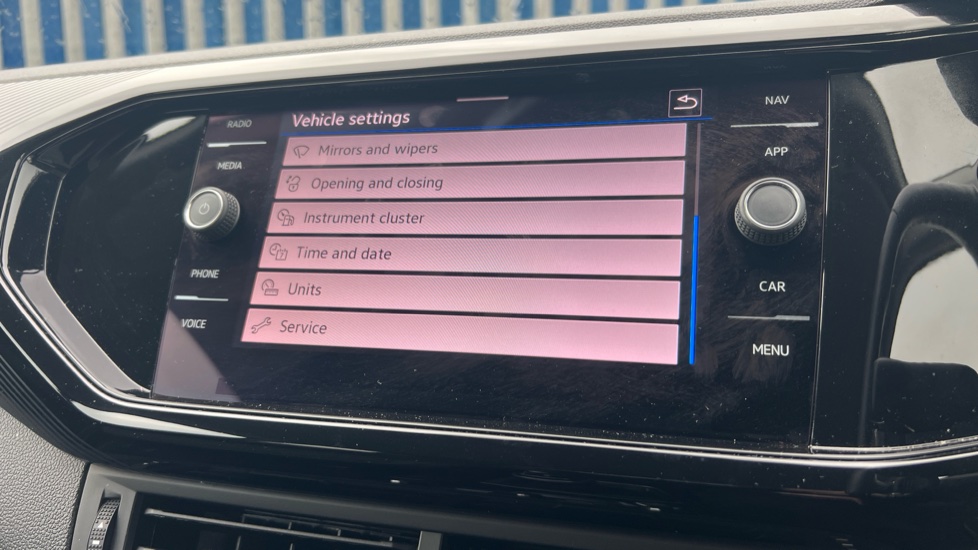 RADIO
MEDIA
PHONE
VOICE
Vehicle settings
Mirrors and wipers
Opening and closing
Instrument cluster
Time and date
Units
Service
NAV
APP
CAR
MENU